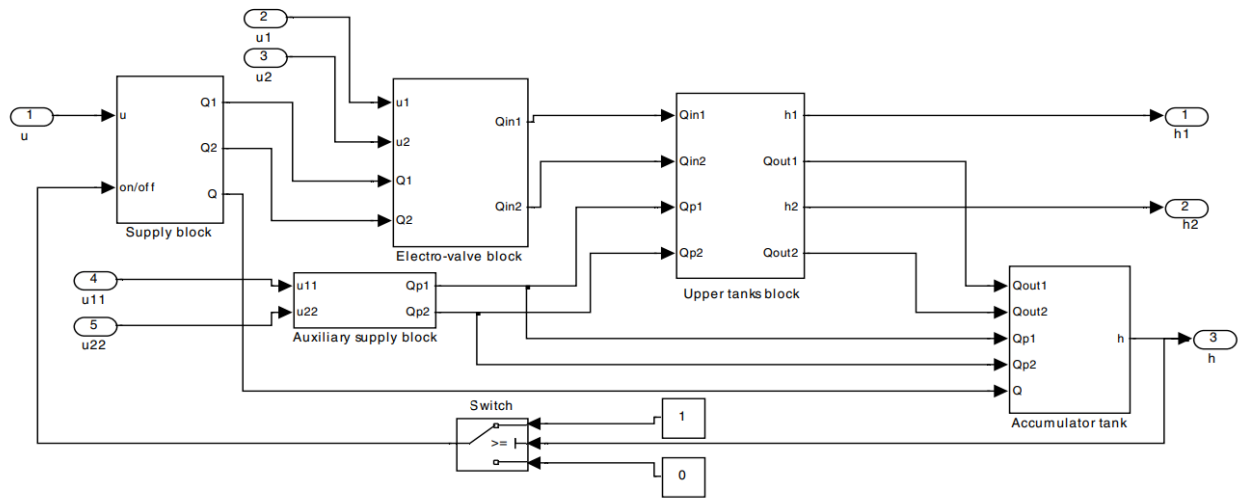 2
u1
3
u2
1
u
u
on/off
Q1
Q2
Q
Supply block
u1
u2
Q1
Q2
Qin1
Qin2
Electro-valve block
Qin1
Qin2
Qp1
Qp2
h1
Qout1
h2
Qout2
Upper tanks block
1
h1
2
h2
4
u11
5
u22
u11
u22
Qp1
Qp2
Auxiliary supply block
Qout1
Qout2
Qp1
Qp2
Q
h
Accumulator tank
3
h
Switch
>=
1
0